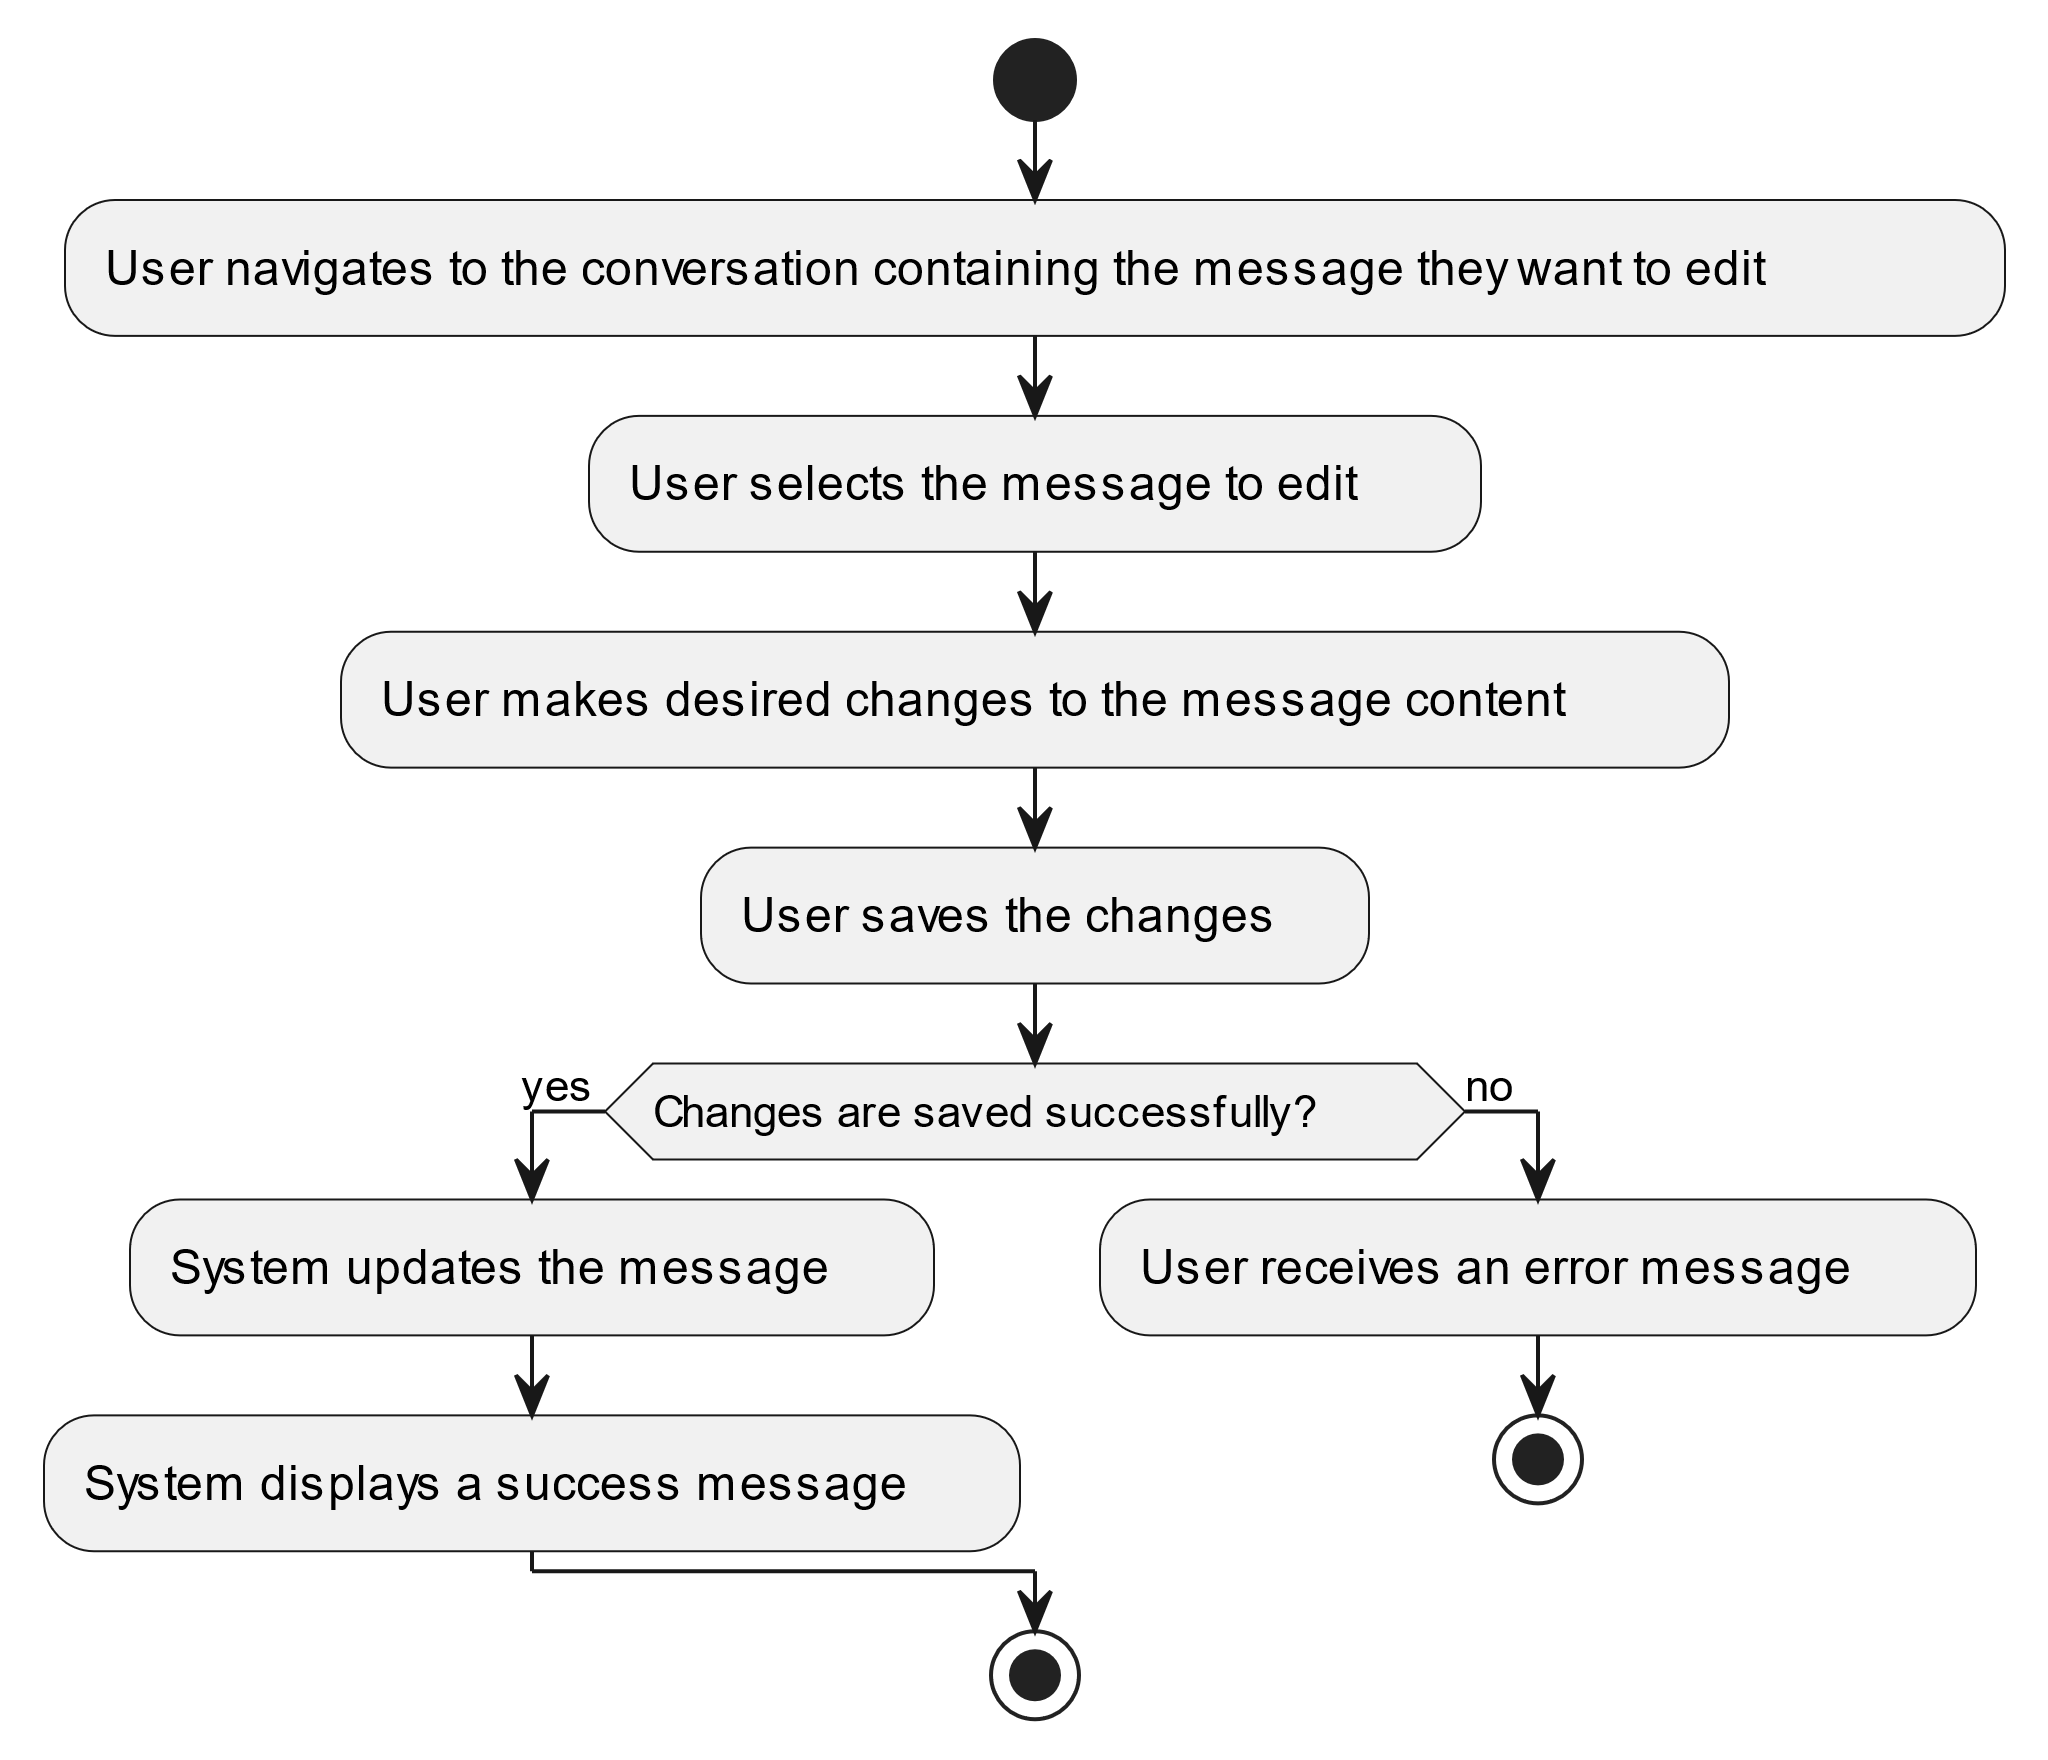 User navigates to the conversation containing the message they want to edit
User selects the message to edit
User makes desired changes to the message content
User saves the changes
yes
Changes are saved successfully?
no
System updates the message
User receives an error message
System displays a success message